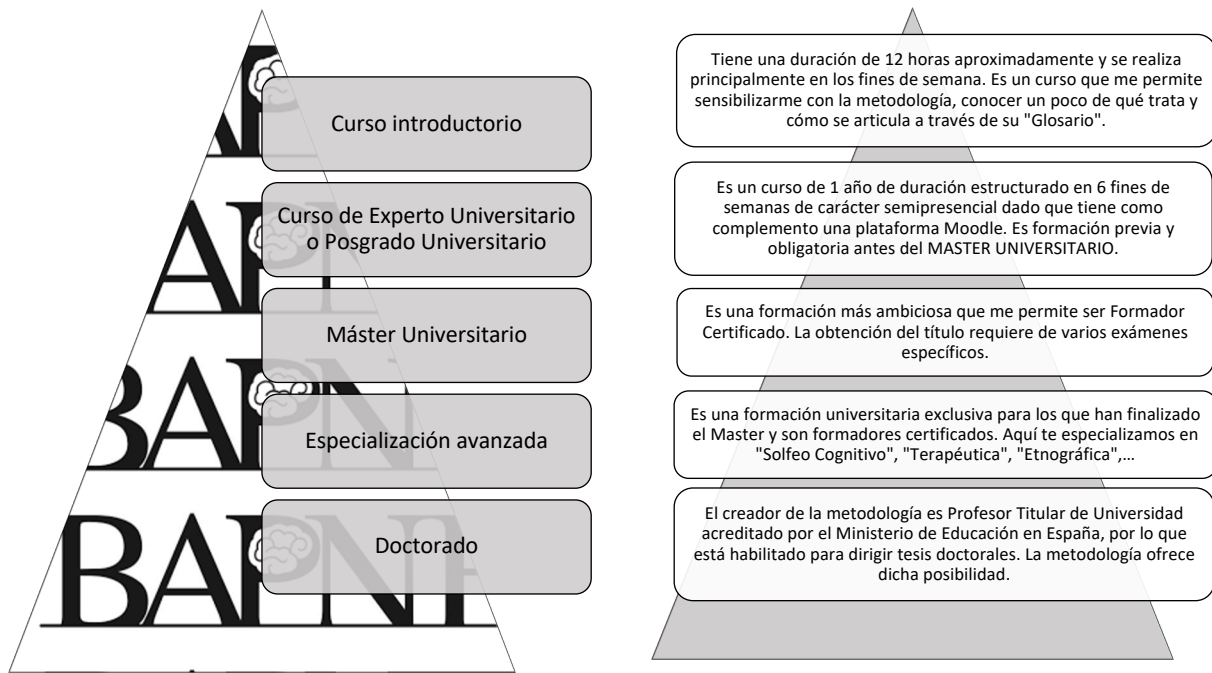 Curso introductorio
Curso de Experto Universitario
o Posgrado Universitario
Máster Universitario
Especialización avanzada
Doctorado
BAPNE
Tiene una duración de 12 horas aproximadamente y se realiza
principalmente en los fines de semana. Es un curso que me permite
sensibilizarme con la metodología, conocer un poco de qué trata y
cómo se articula a través de su "Glosario".
Es un curso de 1 año de duración estructurado en 6 fines de
semanas de carácter semipresencial dado que tiene como
complemento una plataforma Moodle. Es formación previa y
obligatoria antes del MASTER UNIVERSITARIO.
Es una formación más ambiciosa que me permite ser Formador
Certificado. La obtención del título requiere de varios exámenes
específicos.
Es una formación universitaria exclusiva para los que han finalizado
el Master y son formadores certificados. Aquí te especializamos en
"Solfeo Cognitivo", "Terapéutica", "Etnográfica",...
El creador de la metodología es Profesor Titular de Universidad
acreditado por el Ministerio de Educación en España, por lo que
está habilitado para dirigir tesis doctorales. La metodología ofrece
dicha posibilidad.